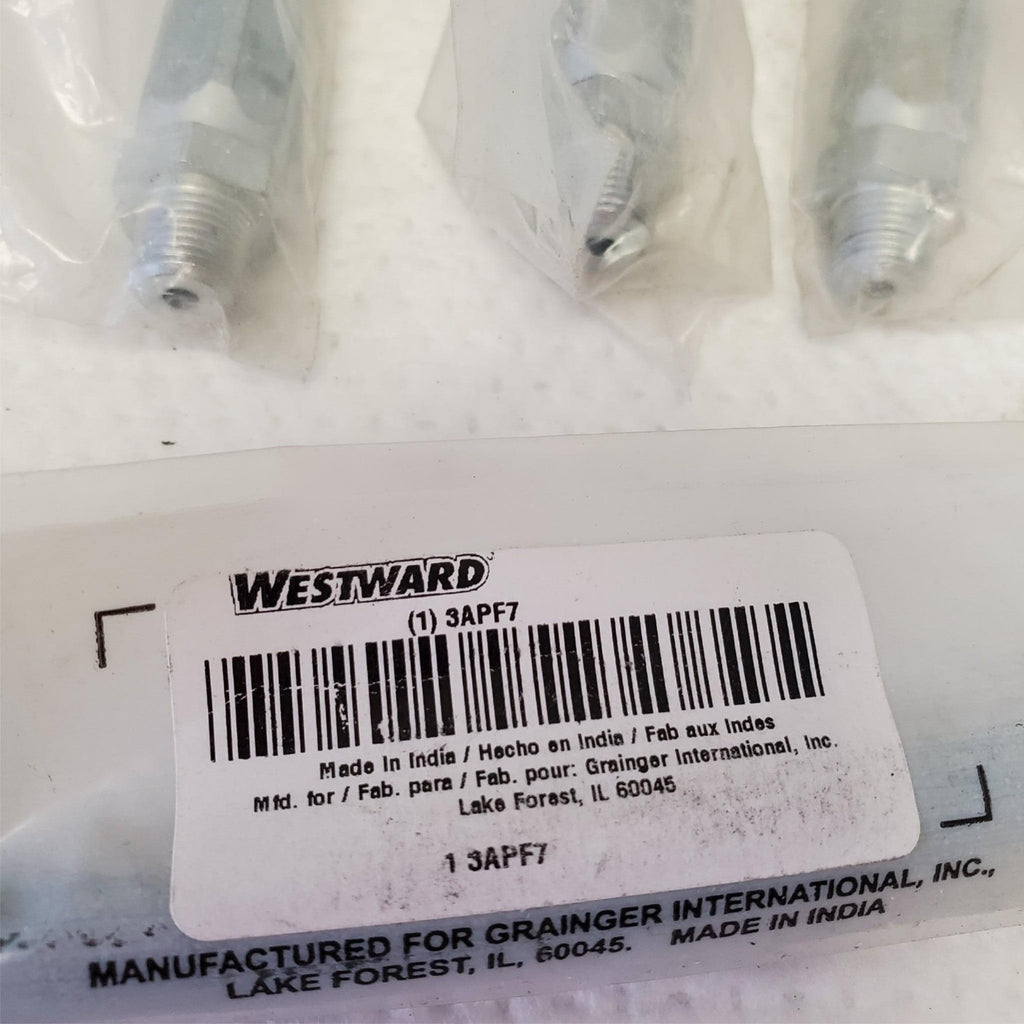 WESTWARD
(1) 3APF7
Made In India / Hecho en India / Fab aux Indes
Mfd. for / Fab. para / Fab. pour: Grainger International, Inc.
Lake Forest, IL 60045
1 3APF7
MANUFACTURED FOR GRAINGER INTERNATIONAL, INC.,
LAKE FOREST, IL, 60045. MADE IN INDIA